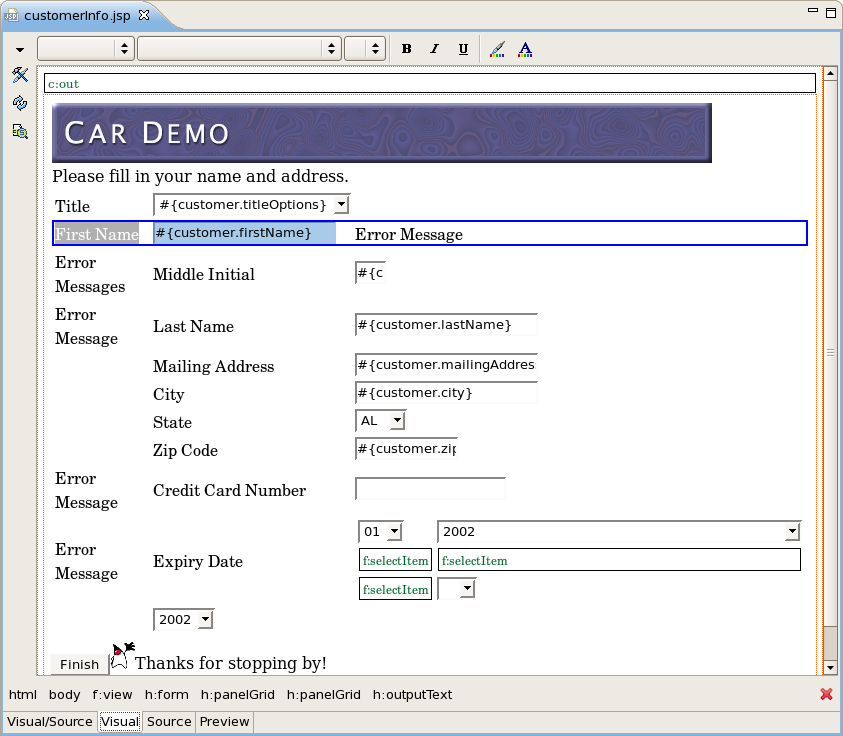 customerInfo.jsp
B I U A
c:out
CAR DEMO
Please fill in your name and address.
Title #{customer.titleOptions}
First Name #{customer.firstName} Error Message
Error Messages Middle Initial #{c
Error Message Last Name #{customer.lastName}
Mailing Address #{customer.mailingAddres
City #{customer.city}
State AL
Zip Code #{customer.zip
Error Message Credit Card Number
01 2002
Error Message Expiry Date f:selectItem f:selectItem
f:selectItem
2002
Finish Thanks for stopping by!
html body f:view h:form h:panelGrid h:panelGrid h:outputText
Visual/Source Visual Source Preview